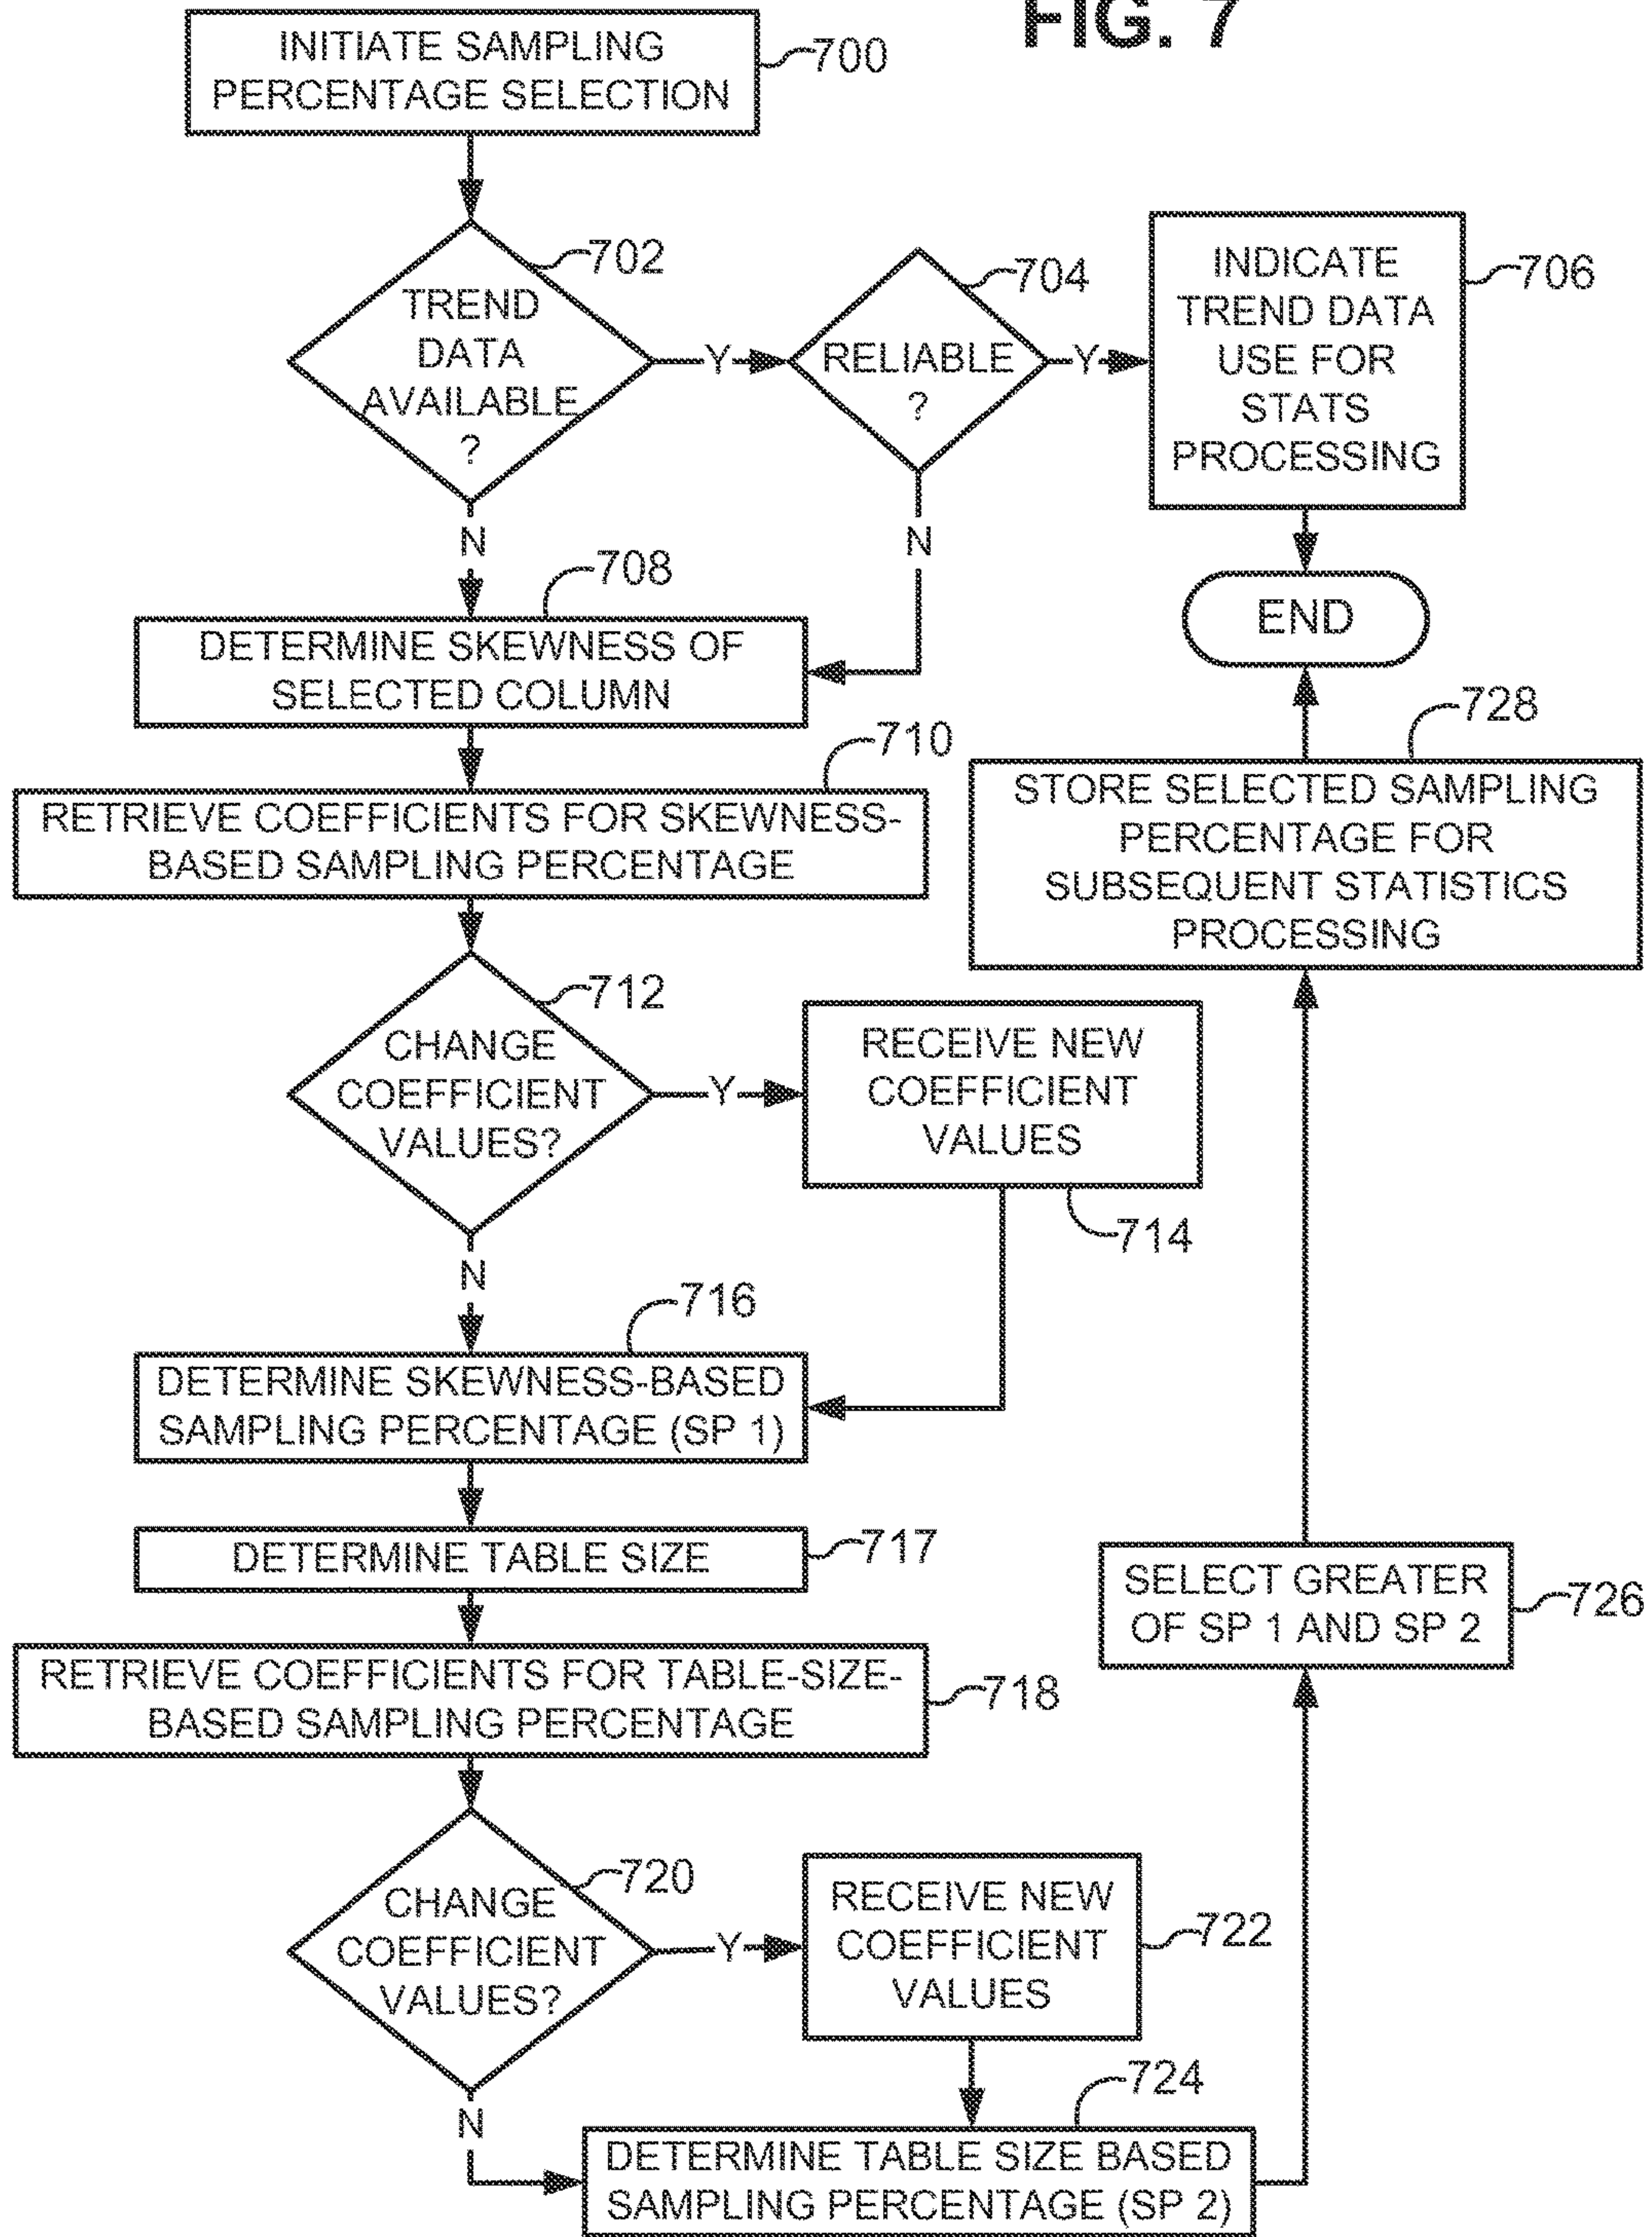 FIG. 7
INITIATE SAMPLING
PERCENTAGE SELECTION
700
702
TREND
DATA
AVAILABLE
?
Y
704
RELIABLE
?
Y
INDICATE
TREND DATA
USE FOR
STATS
PROCESSING
706
N
N
END
708
DETERMINE SKEWNESS OF
SELECTED COLUMN
710
RETRIEVE COEFFICIENTS FOR SKEWNESS-
BASED SAMPLING PERCENTAGE
728
STORE SELECTED SAMPLING
PERCENTAGE FOR
SUBSEQUENT STATISTICS
PROCESSING
712
CHANGE
COEFFICIENT
VALUES?
Y
RECEIVE NEW
COEFFICIENT
VALUES
714
N
716
DETERMINE SKEWNESS-BASED
SAMPLING PERCENTAGE (SP 1)
DETERMINE TABLE SIZE
717
SELECT GREATER
OF SP 1 AND SP 2
726
RETRIEVE COEFFICIENTS FOR TABLE-SIZE-
BASED SAMPLING PERCENTAGE
718
720
CHANGE
COEFFICIENT
VALUES?
Y
RECEIVE NEW
COEFFICIENT
VALUES
722
N
724
DETERMINE TABLE SIZE BASED
SAMPLING PERCENTAGE (SP 2)